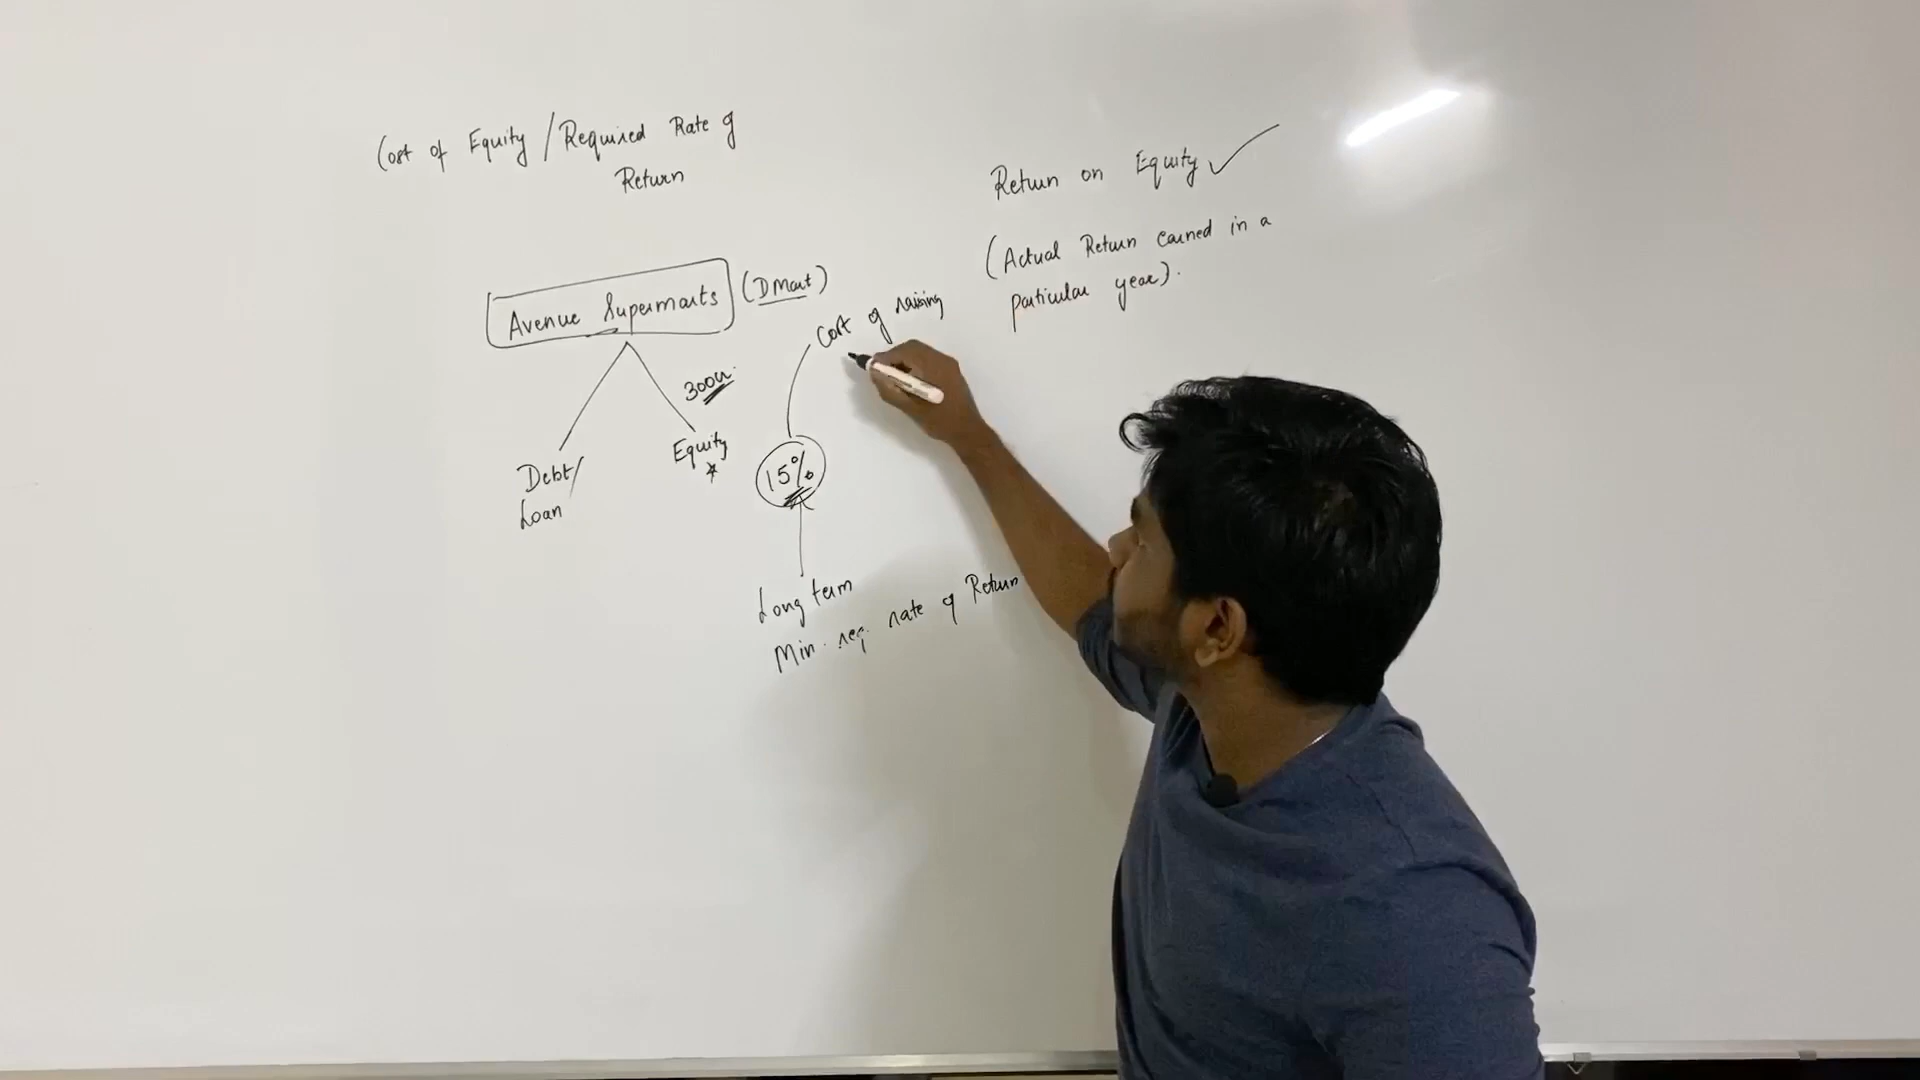 Cost of Equity / Required Rate of
Return
Return on Equity ✓
(Actual Return earned in a
particular year).
Avenue Supermarts (DMart)
Cost of raising
300cr.
Debt/
Loan
Equity
*
15%
Long term
Min. req. rate of Return